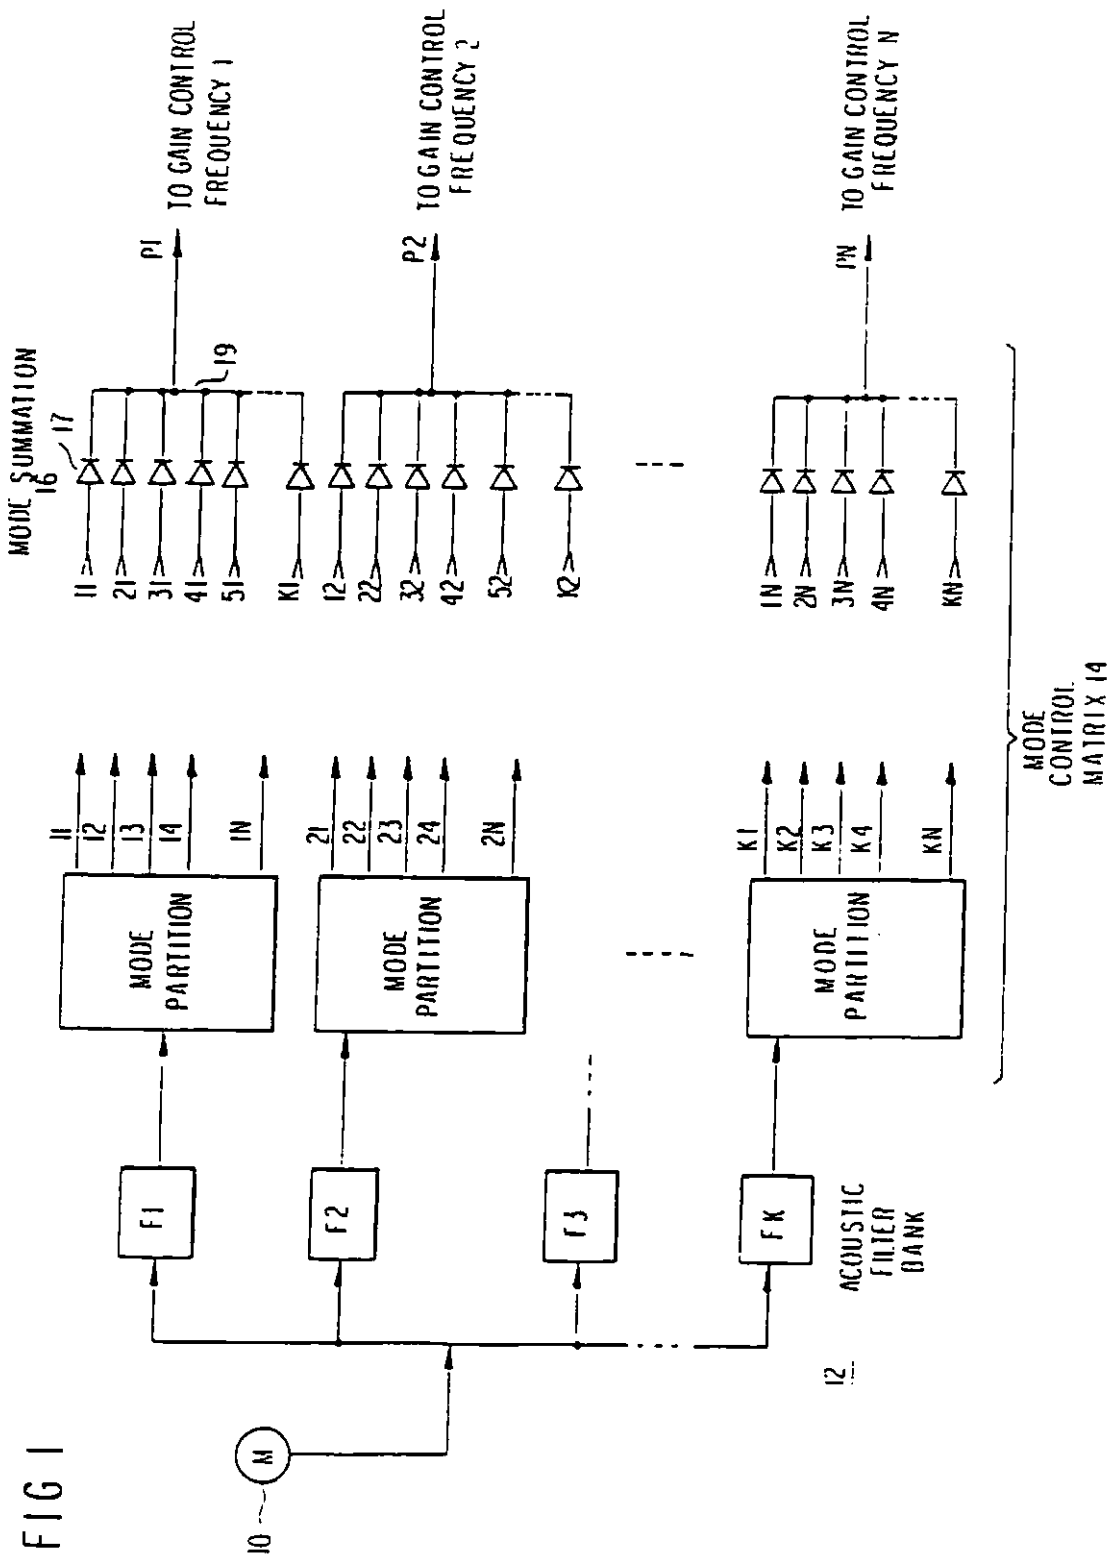 FIG 1
10
M
12
ACOUSTIC
FILTER
BANK
F1
F2
F3
FK
MODE
PARTITION
11
12
13
14
1N
MODE
PARTITION
21
22
23
24
2N
MODE
PARTITION
K1
K2
K3
K4
KN
MODE SUMMATION
16
17
11
21
31
41
51
K1
19
P1
TO GAIN CONTROL
FREQUENCY 1
12
22
32
42
52
K2
P2
TO GAIN CONTROL
FREQUENCY 2
1N
2N
3N
4N
KN
PN
TO GAIN CONTROL
FREQUENCY N
MODE
CONTROL
MATRIX 14